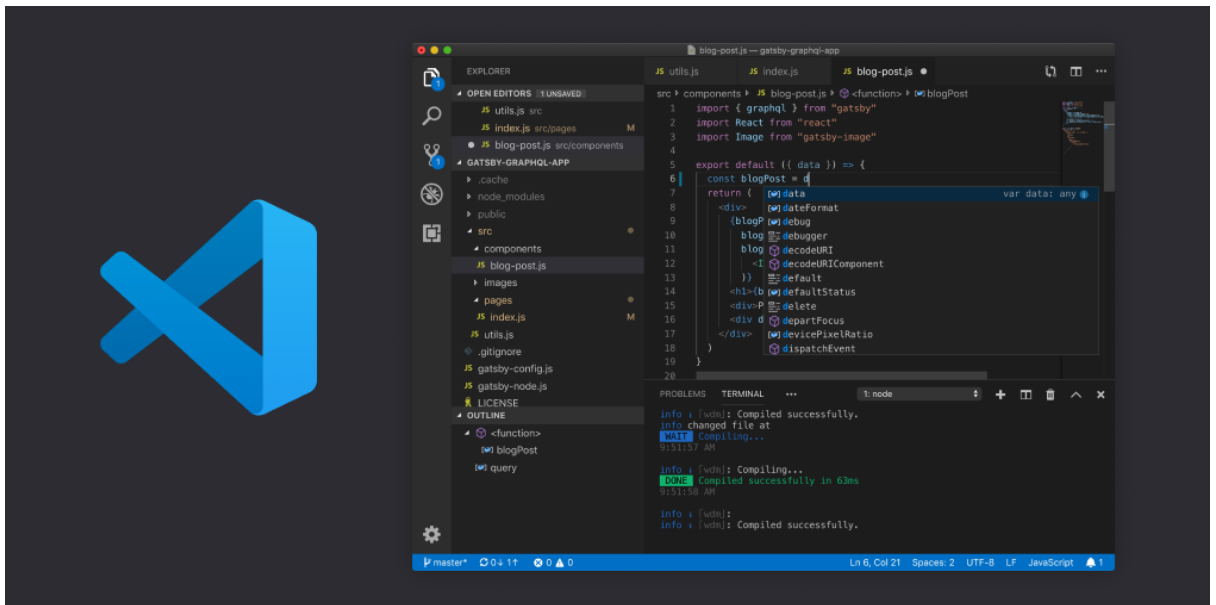 blog-post.js — gatsby-graphql-app
EXPLORER
OPEN EDITORS 1 UNSAVED
JS utils.js src
JS index.js src/pages M
JS blog-post.js src/components
GATSBY-GRAPHQL-APP
.cache
node_modules
public
src
components
JS blog-post.js
images
pages
JS index.js M
JS utils.js
.gitignore
JS gatsby-config.js
JS gatsby-node.js
LICENSE
OUTLINE
<function>
blogPost
query
1
1
JS utils.js JS index.js JS blog-post.js
src components JS blog-post.js <function> blogPost
1 import { graphql } from "gatsby"
2 import React from "react"
3 import Image from "gatsby-image"
4
5 export default ({ data }) => {
6 const blogPost = d
7 return (
8 <div>
9 {blogP
10 blog
11 blog
12 <I
13 )}
14 <h1>{b
15 <div>P
16 <div d
17 </div>
18 )
19 }
20
data var data: any
dateFormat
debug
debugger
decodeURI
decodeURIComponent
default
defaultStatus
delete
departFocus
devicePixelRatio
dispatchEvent
PROBLEMS TERMINAL ••• 1: node
info ↓ [wdm]: Compiled successfully.
info changed file at
WAIT Compiling...
9:51:57 AM
info ↓ [wdm]: Compiling...
DONE Compiled successfully in 63ms
9:51:58 AM
info ↓ [wdm]:
info ↓ [wdm]: Compiled successfully.
master* 0↓ 1↑ 0 0 Ln 6, Col 21 Spaces: 2 UTF-8 LF JavaScript 1